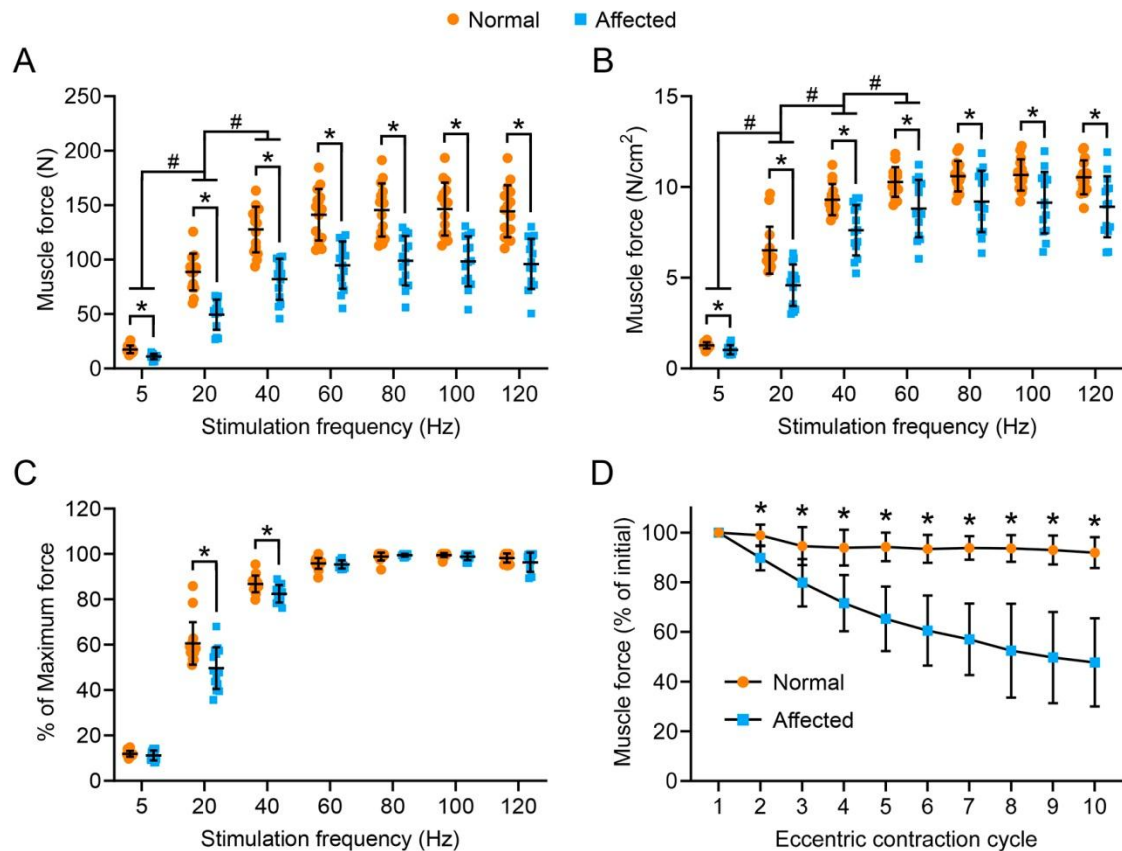 Normal Affected
A
Muscle force (N)
250
200
150
100
50
0
# #
* * * * * * *
5 20 40 60 80 100 120
Stimulation frequency (Hz)
B
Muscle force (N/cm²)
15
10
5
0
# # #
* * * * * * *
5 20 40 60 80 100 120
Stimulation frequency (Hz)
C
% of Maximum force
120
100
80
60
40
20
0
* *
5 20 40 60 80 100 120
Stimulation frequency (Hz)
D
Muscle force (% of initial)
100
80
60
40
20
0
* * * * * * * * *
Normal
Affected
1 2 3 4 5 6 7 8 9 10
Eccentric contraction cycle